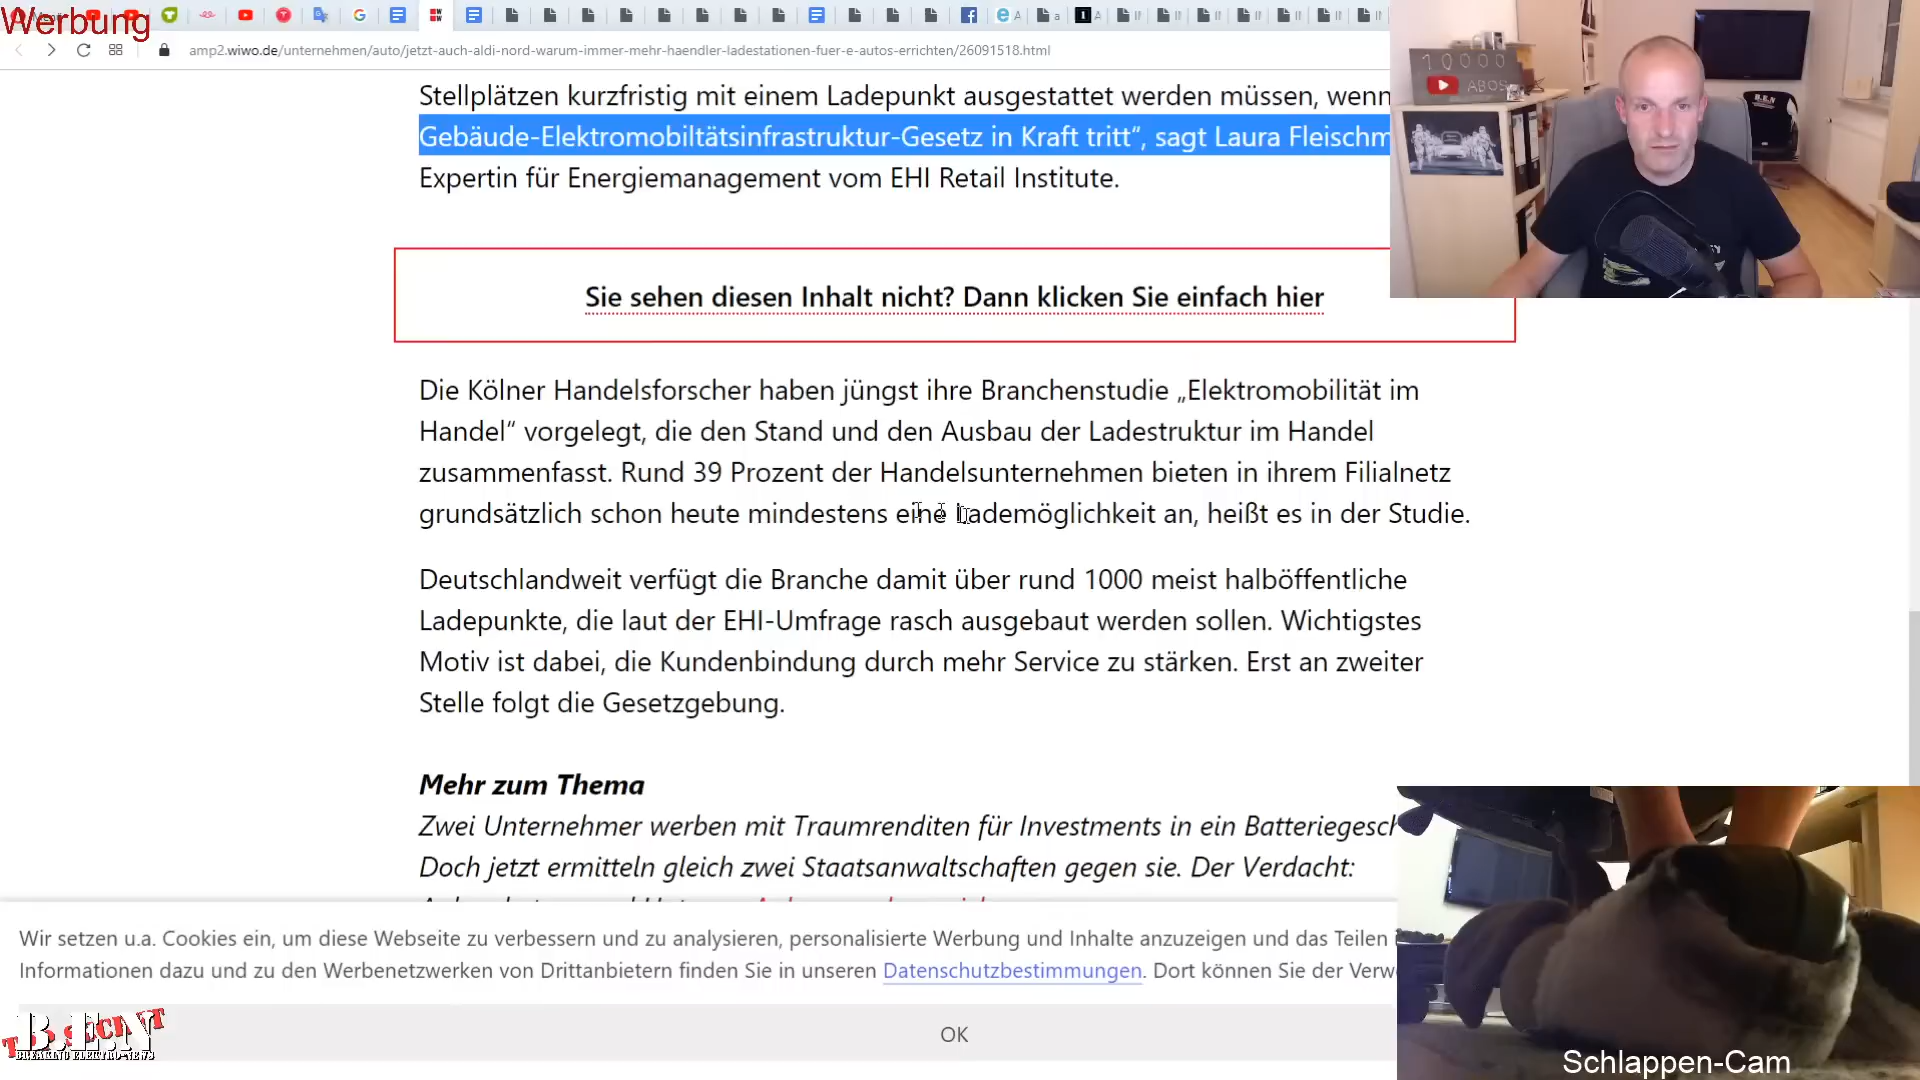 Werbung
amp2.wiwo.de/unternehmen/auto/jetzt-auch-aldi-nord-warum-immer-mehr-haendler-ladestationen-fuer-e-autos-errichten/26091518.html
10000
ABOS
Stellplätzen kurzfristig mit einem Ladepunkt ausgestattet werden müssen, wenn
Gebäude-Elektromobiltätsinfrastruktur-Gesetz in Kraft tritt“, sagt Laura Fleischm
Expertin für Energiemanagement vom EHI Retail Institute.
Sie sehen diesen Inhalt nicht? Dann klicken Sie einfach hier
Die Kölner Handelsforscher haben jüngst ihre Branchenstudie „Elektromobilität im
Handel“ vorgelegt, die den Stand und den Ausbau der Ladestruktur im Handel
zusammenfasst. Rund 39 Prozent der Handelsunternehmen bieten in ihrem Filialnetz
grundsätzlich schon heute mindestens eine Lademöglichkeit an, heißt es in der Studie.
Deutschlandweit verfügt die Branche damit über rund 1000 meist halböffentliche
Ladepunkte, die laut der EHI-Umfrage rasch ausgebaut werden sollen. Wichtigstes
Motiv ist dabei, die Kundenbindung durch mehr Service zu stärken. Erst an zweiter
Stelle folgt die Gesetzgebung.
Mehr zum Thema
Zwei Unternehmer werben mit Traumrenditen für Investments in ein Batteriegesch
Doch jetzt ermitteln gleich zwei Staatsanwaltschaften gegen sie. Der Verdacht:
Wir setzen u.a. Cookies ein, um diese Webseite zu verbessern und zu analysieren, personalisierte Werbung und Inhalte anzuzeigen und das Teilen
Informationen dazu und zu den Werbenetzwerken von Drittanbietern finden Sie in unseren Datenschutzbestimmungen. Dort können Sie der Verw
OK
B.E.N
BREAKING ELEKTRO-NEWS
Schlappen-Cam